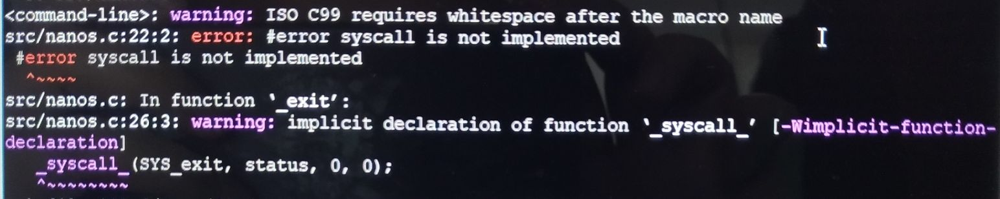 <command-line>: warning: ISO C99 requires whitespace after the macro name
src/nanos.c:22:2: error: #error syscall is not implemented
 #error syscall is not implemented
  ^~~~~
src/nanos.c: In function ‘_exit’:
src/nanos.c:26:3: warning: implicit declaration of function ‘_syscall_’ [-Wimplicit-function-
declaration]
   _syscall_(SYS_exit, status, 0, 0);
   ^~~~~~~~~